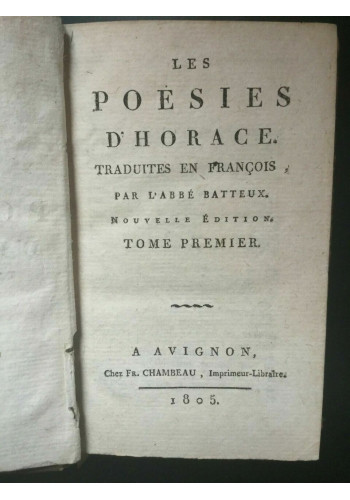 LES
POÉSIES
D'HORACE.
TRADUITES EN FRANÇOIS,
PAR L'ABBÉ BATTEUX.
NOUVELLE ÉDITION.
TOME PREMIER.
A AVIGNON,
Chez FR. CHAMBEAU, Imprimeur-Libraire.
1805.